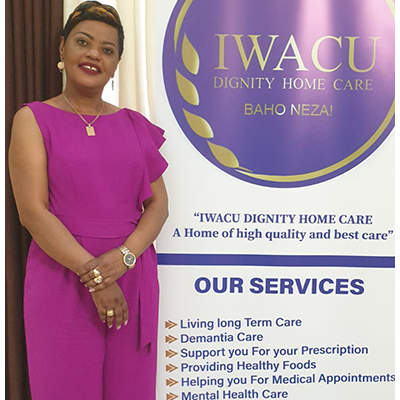 IWACU
DIGNITY HOME CARE
BAHO NEZA!
“IWACU DIGNITY HOME CARE
A Home of high quality and best care”
OUR SERVICES
Living long Term Care
Demantia Care
Support you For your Prescription
Providing Healthy Foods
Helping you For Medical Appointments
Mental Health Care